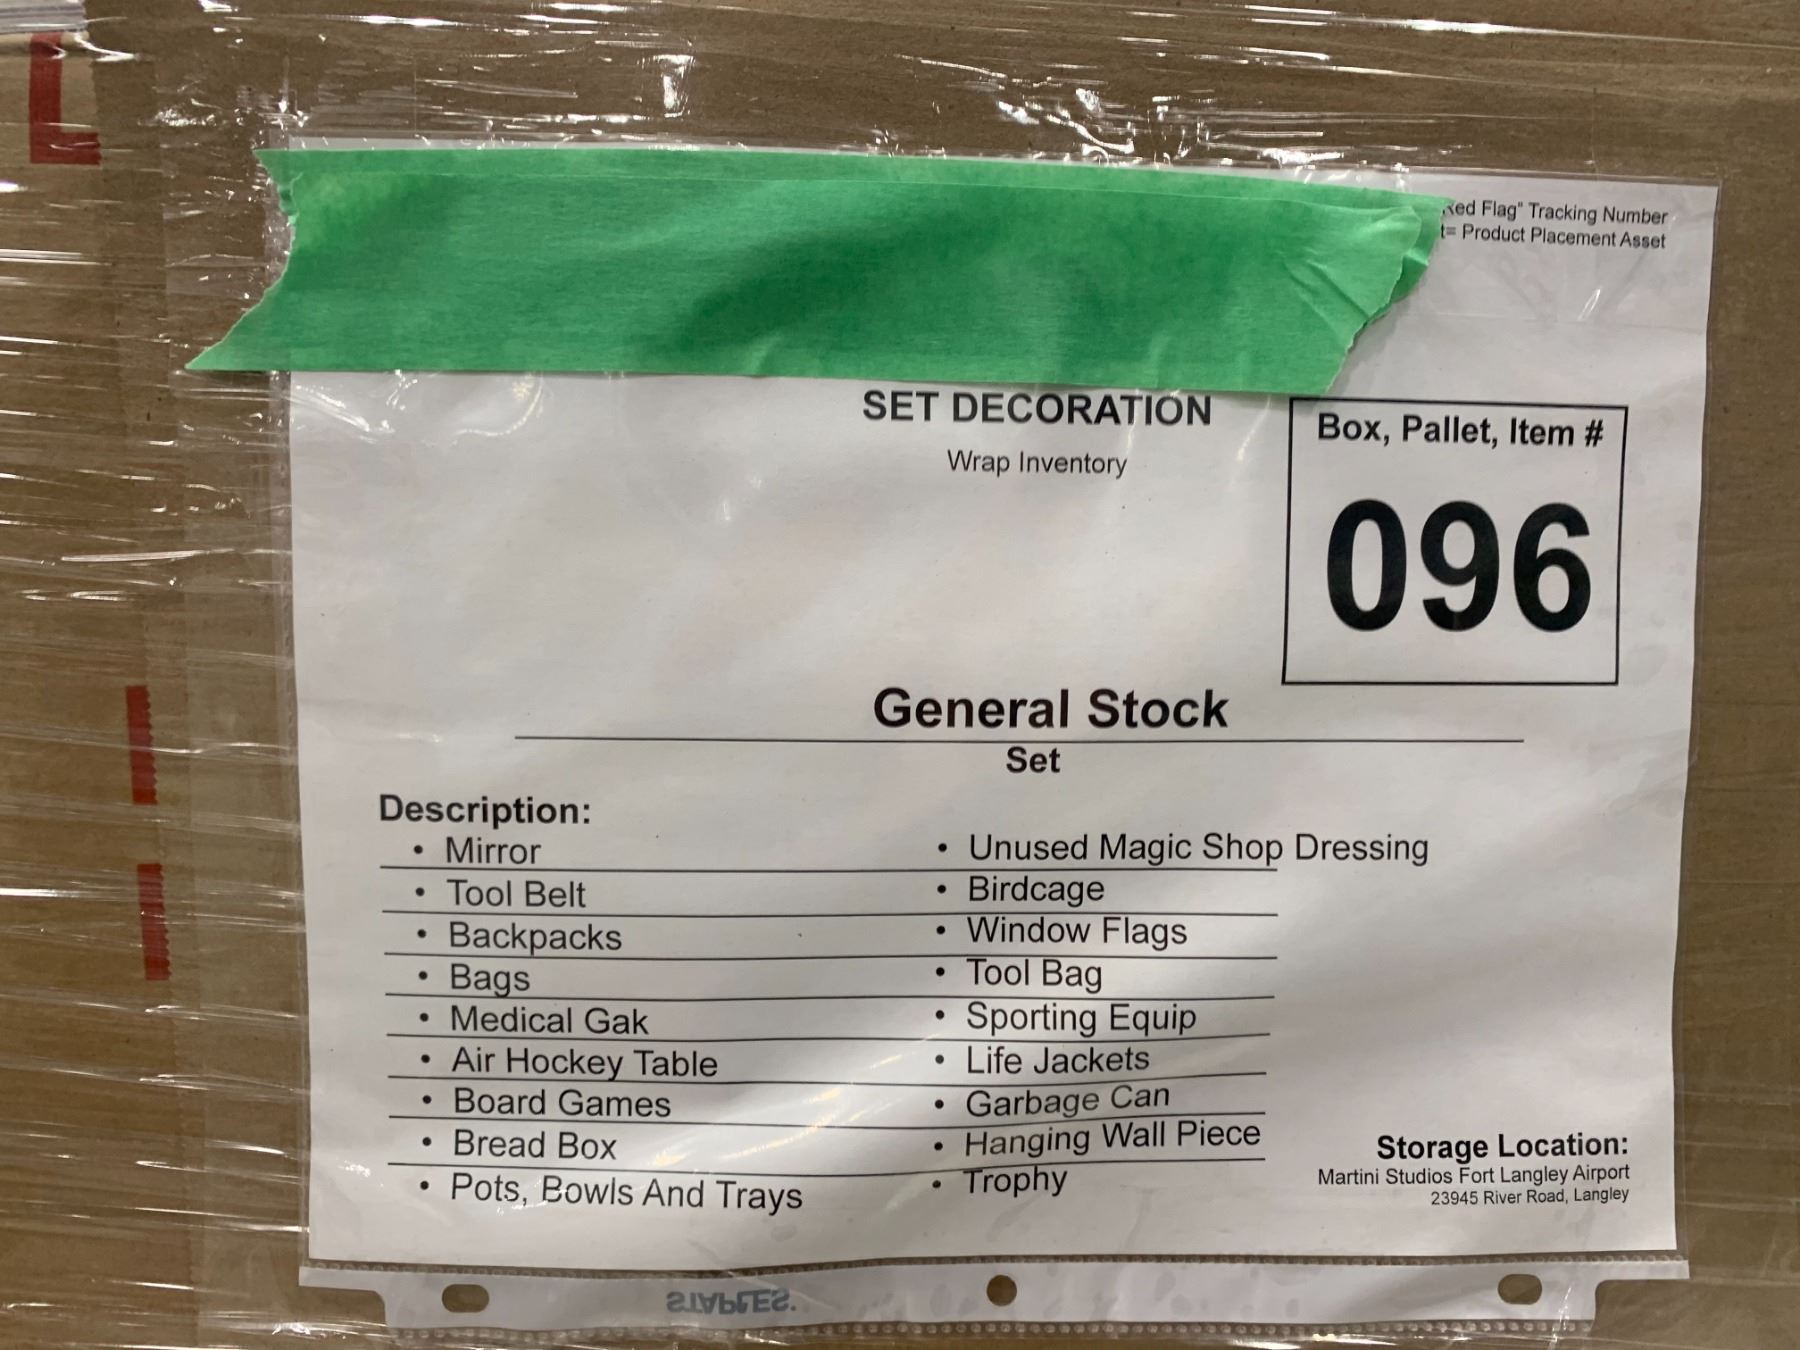 Red Flag" Tracking Number
t= Product Placement Asset
SET DECORATION
Wrap Inventory
Box, Pallet, Item #
096
General Stock
Set
Description:
• Mirror
• Tool Belt
• Backpacks
• Bags
• Medical Gak
• Air Hockey Table
• Board Games
• Bread Box
• Pots, Bowls And Trays
• Unused Magic Shop Dressing
• Birdcage
• Window Flags
• Tool Bag
• Sporting Equip
• Life Jackets
• Garbage Can
• Hanging Wall Piece
• Trophy
Storage Location:
Martini Studios Fort Langley Airport
23945 River Road, Langley
STAPLES.